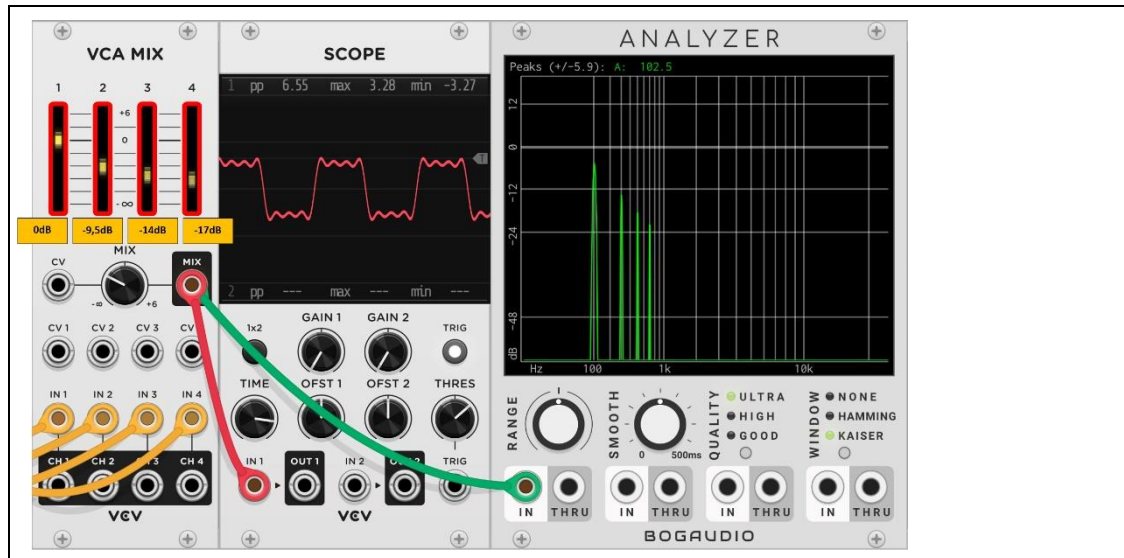 VCA MIX
1 2 3 4
+6
0
-∞
0dB -9,5dB -14dB -17dB
MIX
CV MIX
-∞ +6
CV 1 CV 2 CV 3 CV
IN 1 IN 2 IN 3 IN 4
CH 1 CH 2 CH 3 CH 4
VCV
SCOPE
1 pp 6.55 max 3.28 min -3.27
T
2 pp --- max --- min ---
1x2 GAIN 1 GAIN 2 TRIG
TIME OFST 1 OFST 2 THRES
IN 1 OUT 1 IN 2 OUT 2 TRIG
VCV
ANALYZER
Peaks (+/-5.9): A: 102.5
12
0
-12
-24
-48
dB
Hz 100 1k 10k
RANGE
SMOOTH
0 500ms
QUALITY
ULTRA
HIGH
GOOD
WINDOW
NONE
HAMMING
KAISER
IN THRU IN THRU IN THRU IN THRU
BOGAUDIO